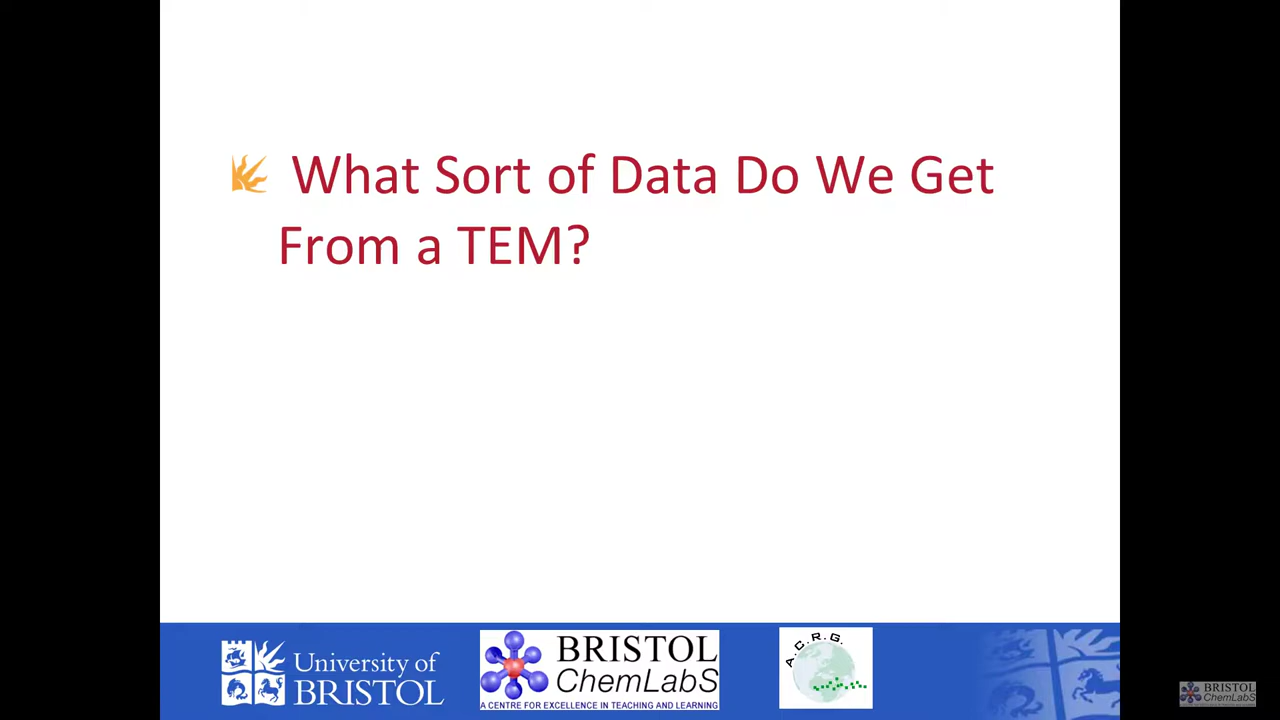 What Sort of Data Do We Get
From a TEM?
University of
BRISTOL
BRISTOL
ChemLabS
A CENTRE FOR EXCELLENCE IN TEACHING AND LEARNING
A.C.R.G.
BRISTOL
ChemLabS